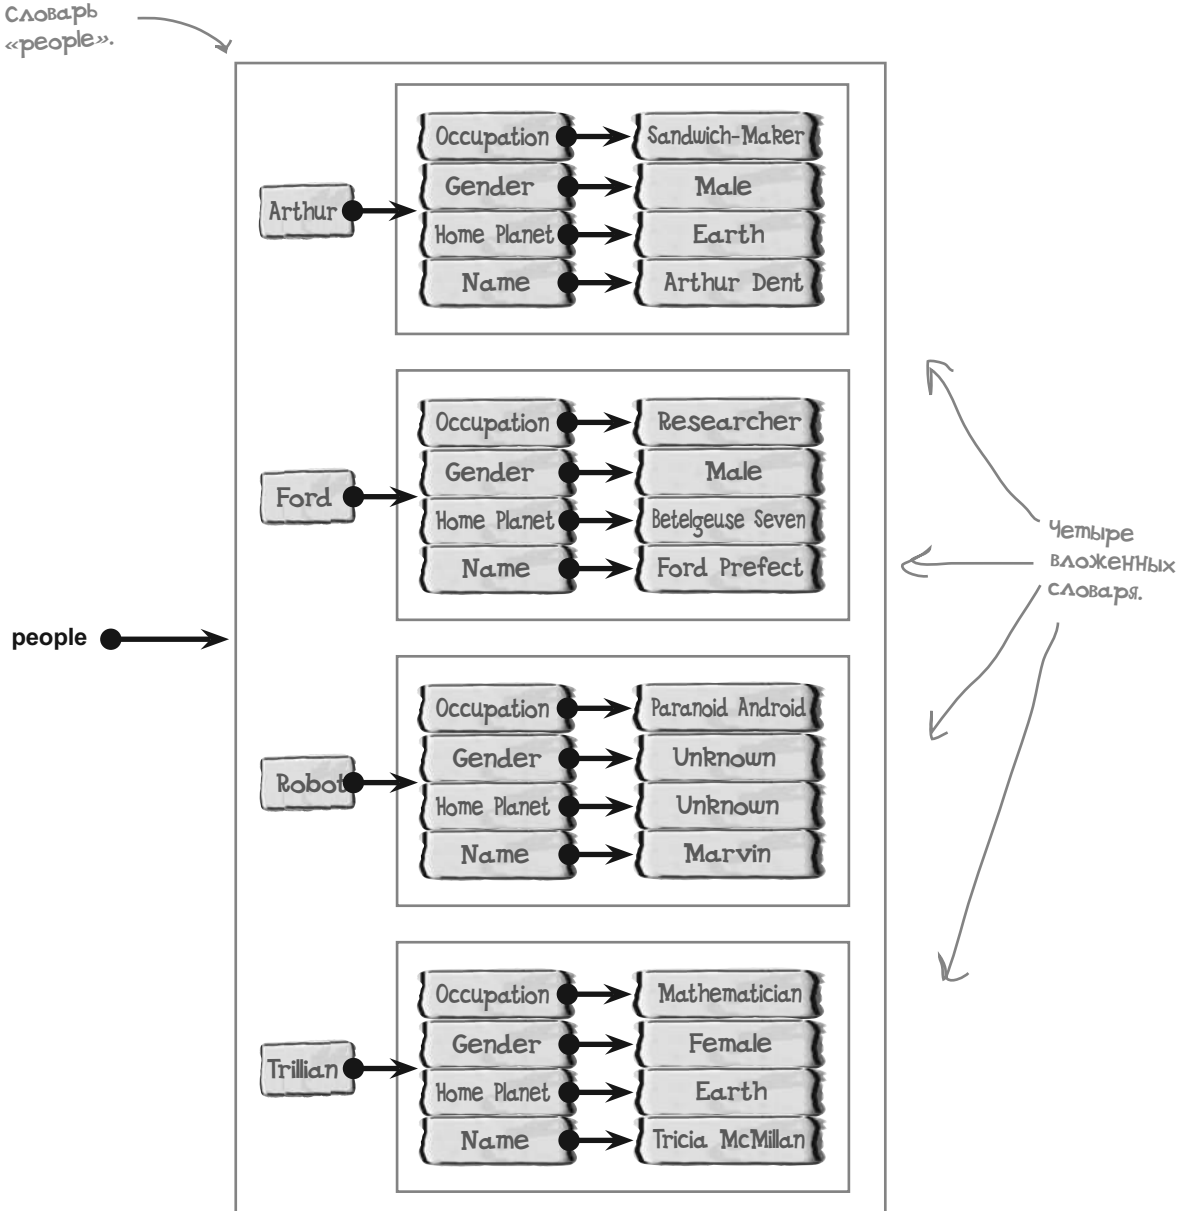 Словарь
«people».
Occupation Sandwich-Maker
Gender Male
Arthur
Home Planet Earth
Name Arthur Dent
Occupation Researcher
Gender Male
Ford
Home Planet Betelgeuse Seven
Name Ford Prefect
Четыре
вложенных
словаря.
people
Occupation Paranoid Android
Gender Unknown
Robot
Home Planet Unknown
Name Marvin
Occupation Mathematician
Gender Female
Trillian
Home Planet Earth
Name Tricia McMillan